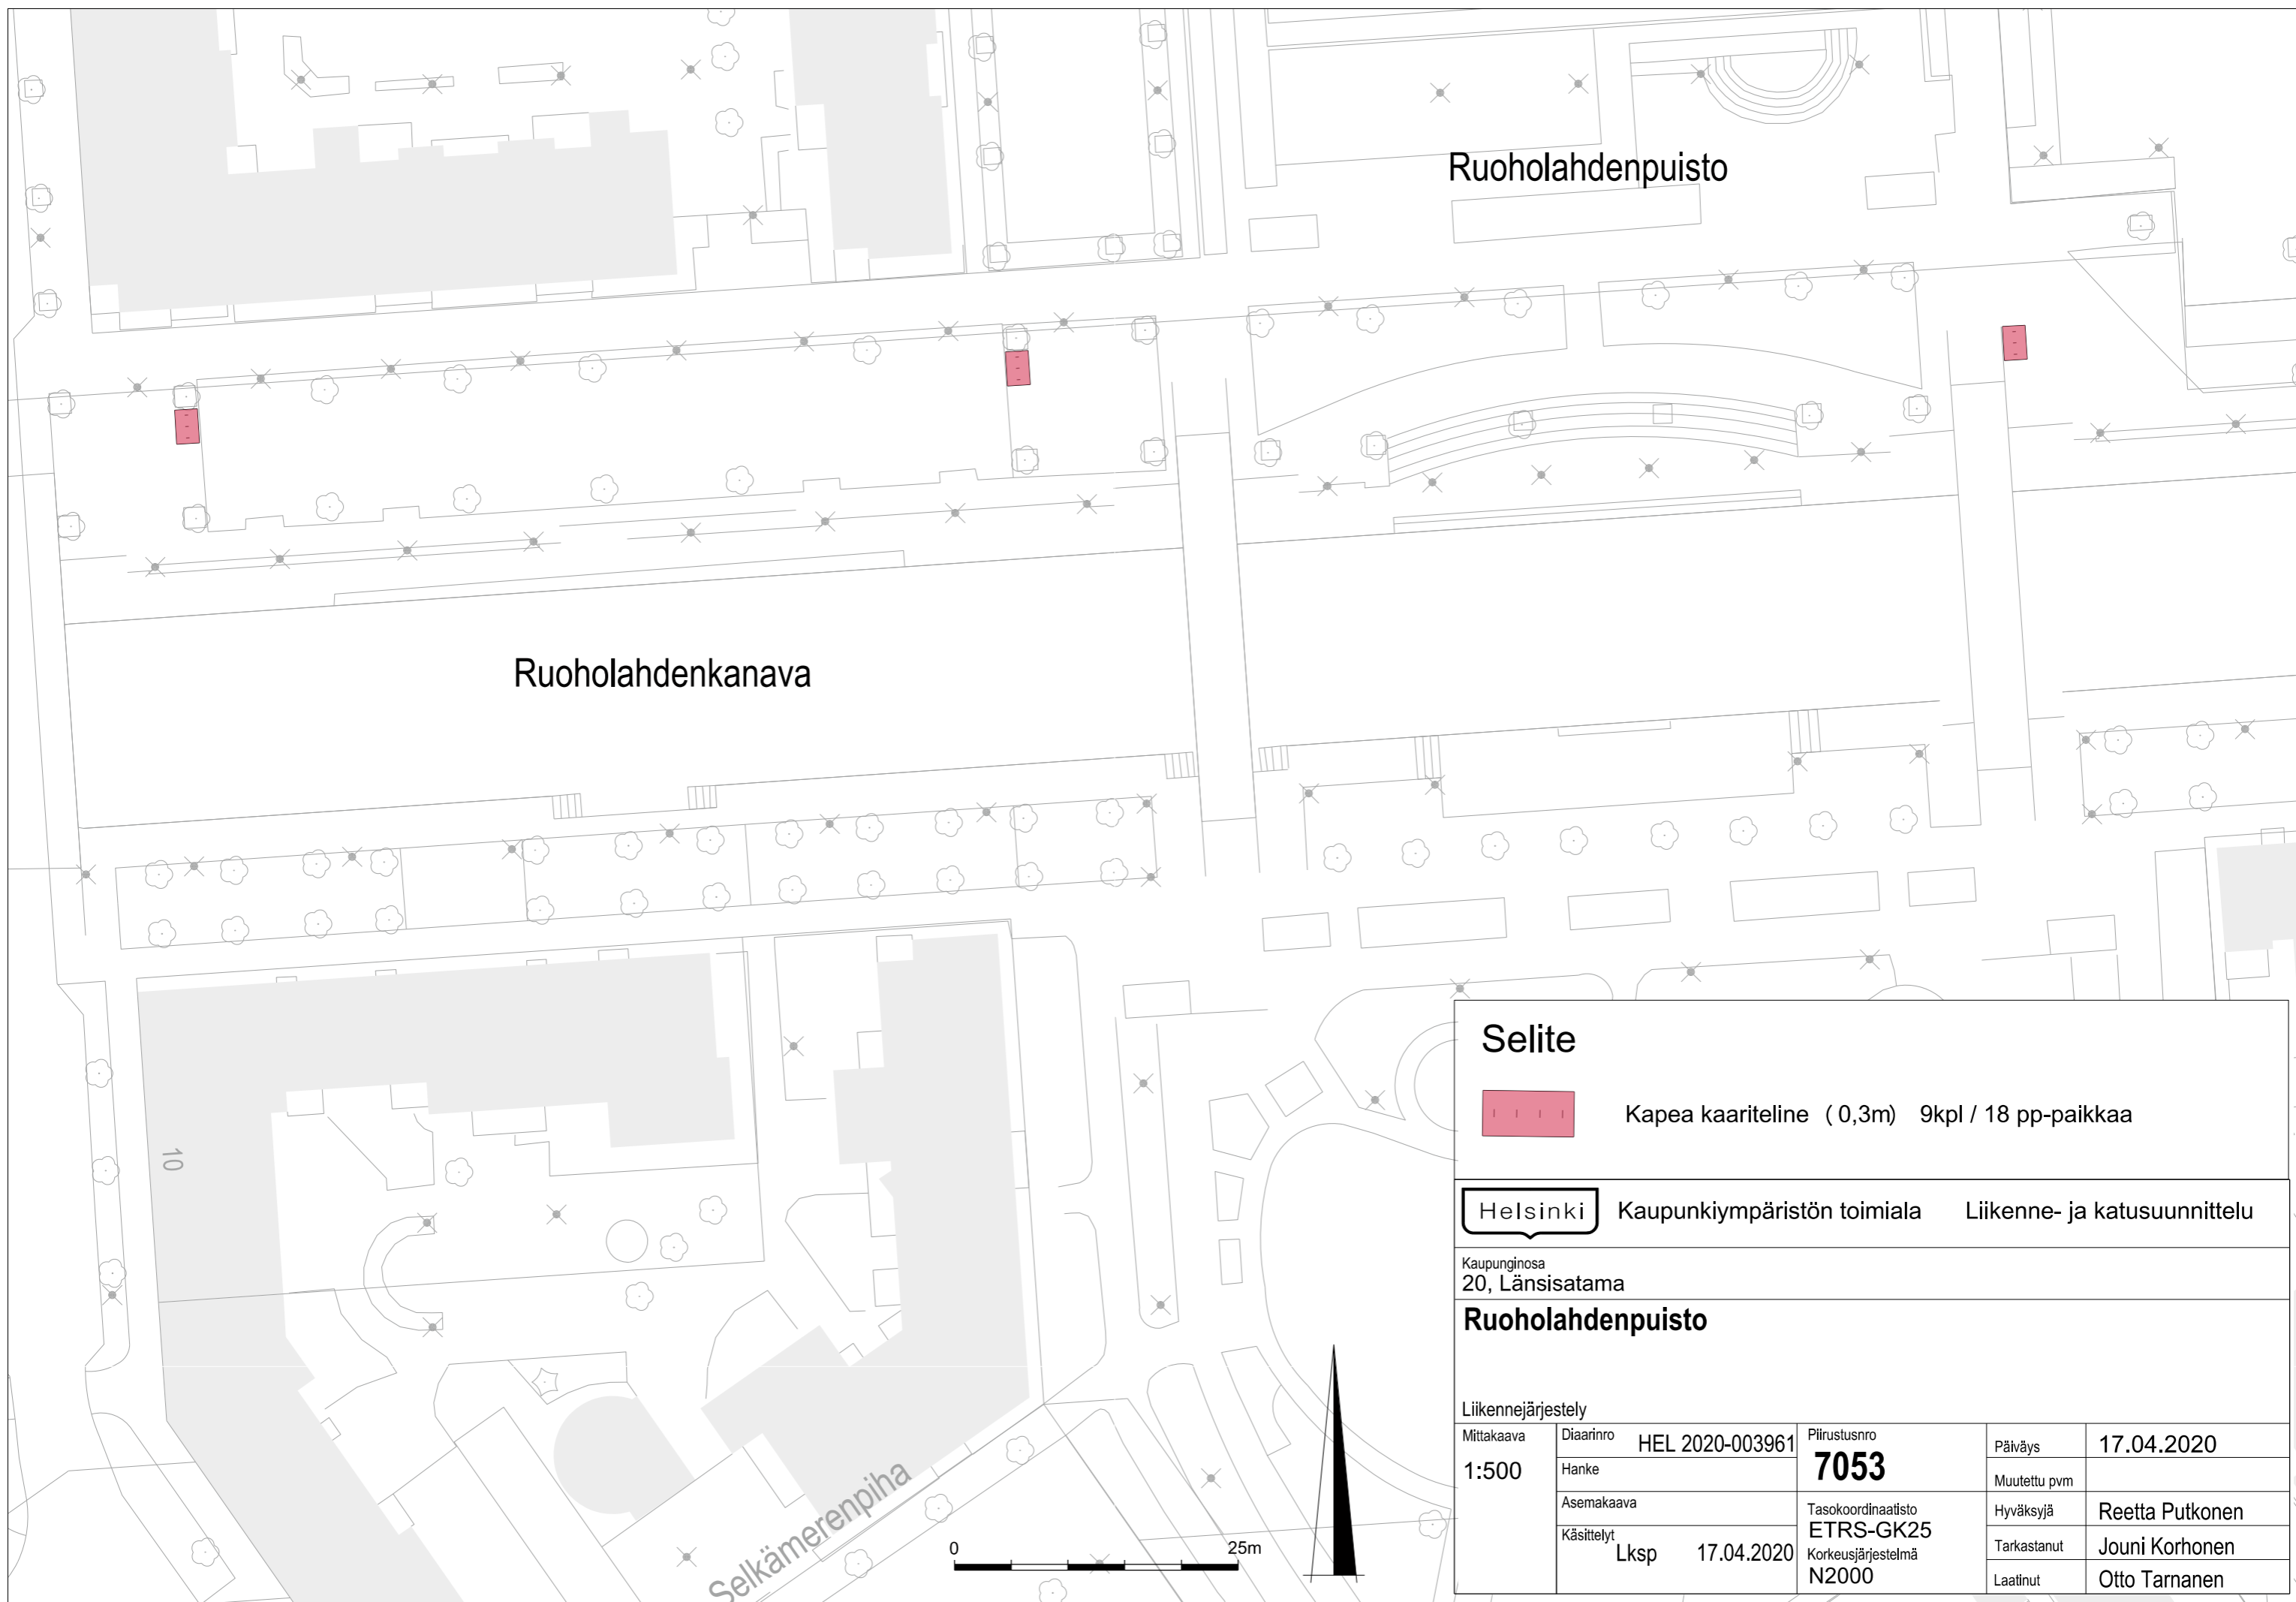 Ruoholahdenpuisto
Ruoholahdenkanava
10
Selkämerenpiha
0 25m
Selite
Kapea kaariteline (0,3m) 9kpl / 18 pp-paikkaa
Helsinki Kaupunkiympäristön toimiala Liikenne- ja katusuunnittelu
Kaupunginosa
20, Länsisatama
Ruoholahdenpuisto
Liikennejärjestely
Mittakaava
1:500
Diaarinro HEL 2020-003961
Hanke
Asemakaava
Käsittelyt
Lksp 17.04.2020
Piirustusnro
7053
Tasokoordinaatisto
ETRS-GK25
Korkeusjärjestelmä
N2000
Päiväys 17.04.2020
Muutettu pvm
Hyväksyjä Reetta Putkonen
Tarkastanut Jouni Korhonen
Laatinut Otto Tarnanen